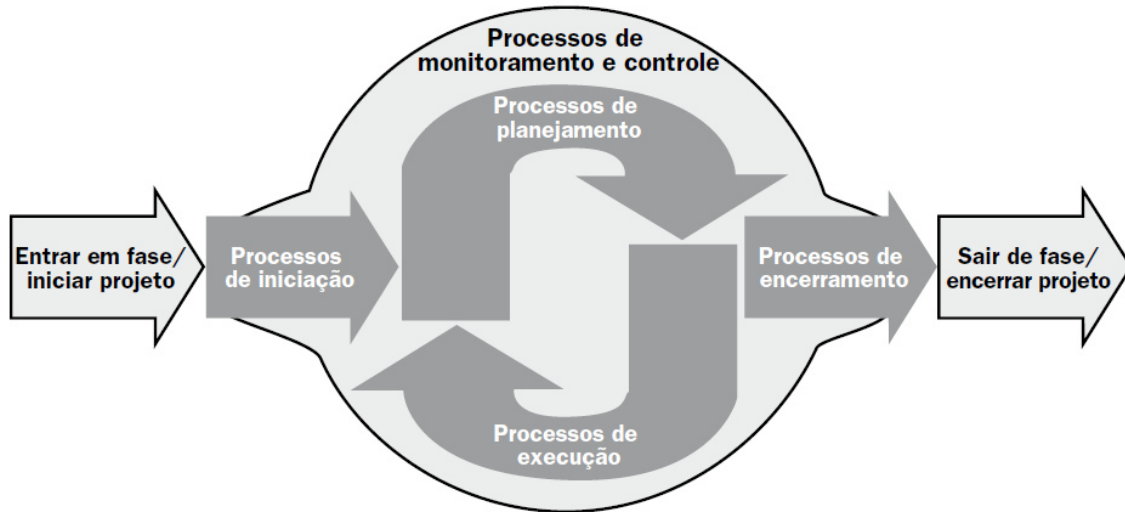 Processos de
monitoramento e controle
Processos de
planejamento
Entrar em fase/
iniciar projeto
Processos
de iniciação
Processos de
encerramento
Sair de fase/
encerrar projeto
Processos de
execução